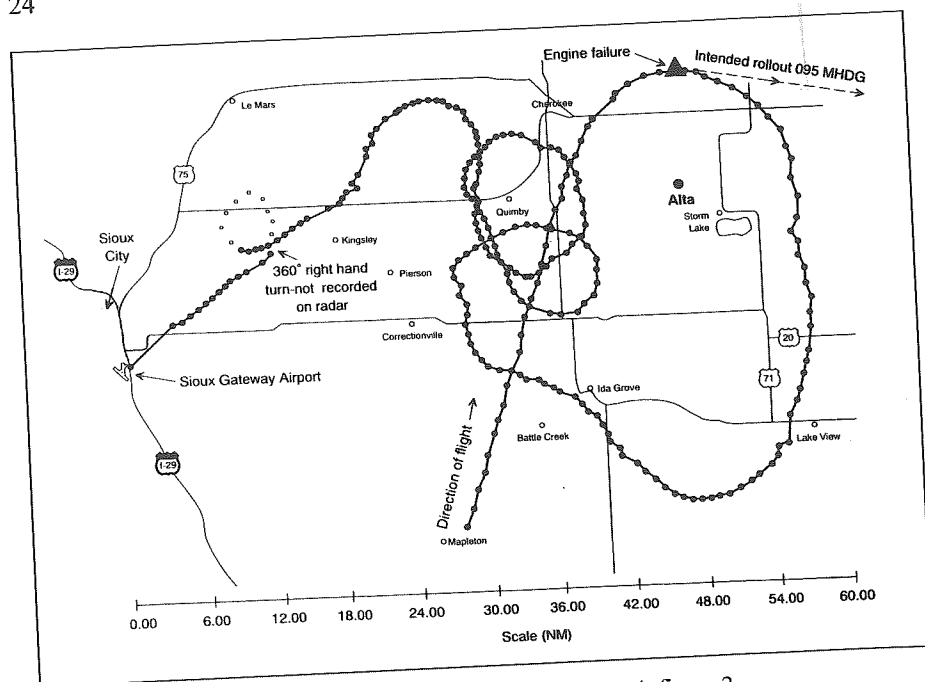 24
Engine failure
Intended rollout 095 MHDG
Le Mars
Cherokee
75
Alta
Quimby
Storm
Lake
Sioux
City
Kingsley
I-29
360° right hand
turn-not recorded
on radar
Pierson
Correctionville
20
Sioux Gateway Airport
71
Ida Grove
Direction of flight
Battle Creek
Lake View
I-29
Mapleton
0.00 6.00 12.00 18.00 24.00 30.00 36.00 42.00 48.00 54.00 60.00
Scale (NM)